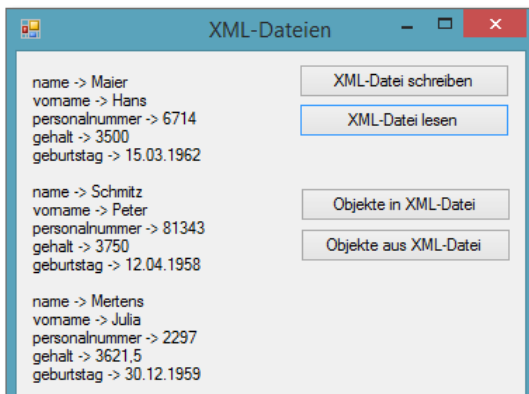 XML-Dateien
name -> Maier
vorname -> Hans
personalnummer -> 6714
gehalt -> 3500
geburtstag -> 15.03.1962
name -> Schmitz
vorname -> Peter
personalnummer -> 81343
gehalt -> 3750
geburtstag -> 12.04.1958
name -> Mertens
vorname -> Julia
personalnummer -> 2297
gehalt -> 3621,5
geburtstag -> 30.12.1959
XML-Datei schreiben
XML-Datei lesen
Objekte in XML-Datei
Objekte aus XML-Datei